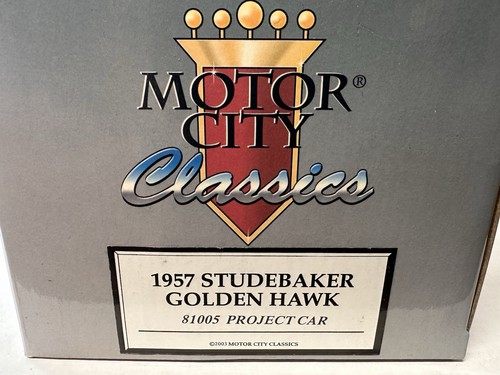 MOTOR®
CITY
Classics
1957 STUDEBAKER
GOLDEN HAWK
81005 PROJECT CAR
©2003 MOTOR CITY CLASSICS